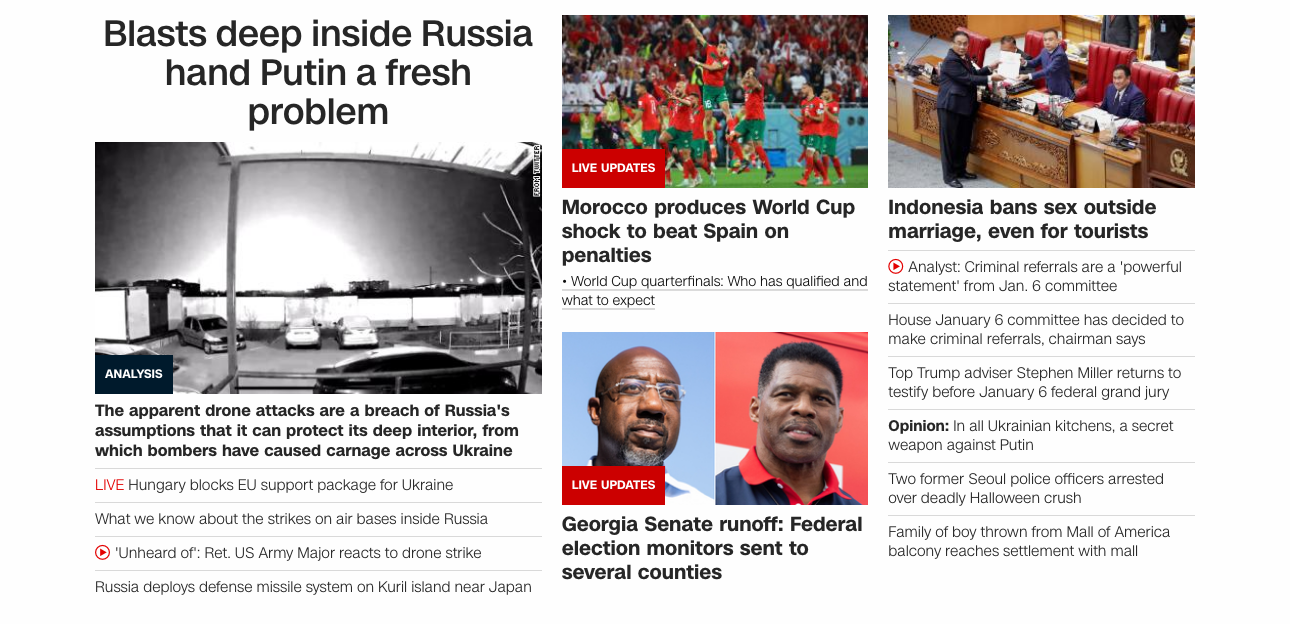 Blasts deep inside Russia
hand Putin a fresh
problem
FROM TWITTER
ANALYSIS
The apparent drone attacks are a breach of Russia's
assumptions that it can protect its deep interior, from
which bombers have caused carnage across Ukraine
LIVE Hungary blocks EU support package for Ukraine
What we know about the strikes on air bases inside Russia
'Unheard of': Ret. US Army Major reacts to drone strike
Russia deploys defense missile system on Kuril island near Japan
LIVE UPDATES
Morocco produces World Cup
shock to beat Spain on
penalties
• World Cup quarterfinals: Who has qualified and
what to expect
LIVE UPDATES
Georgia Senate runoff: Federal
election monitors sent to
several counties
Indonesia bans sex outside
marriage, even for tourists
Analyst: Criminal referrals are a 'powerful
statement' from Jan. 6 committee
House January 6 committee has decided to
make criminal referrals, chairman says
Top Trump adviser Stephen Miller returns to
testify before January 6 federal grand jury
Opinion: In all Ukrainian kitchens, a secret
weapon against Putin
Two former Seoul police officers arrested
over deadly Halloween crush
Family of boy thrown from Mall of America
balcony reaches settlement with mall